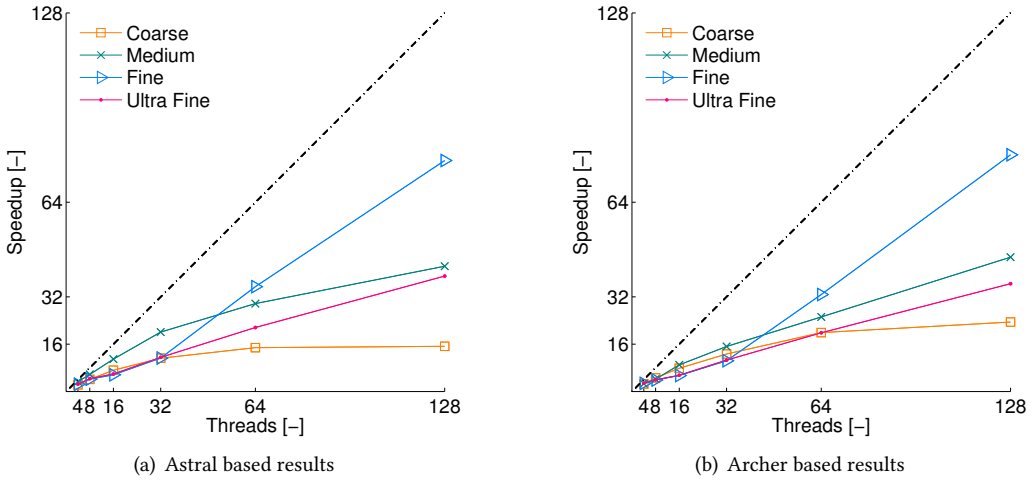 128
64
32
16
Speedup [−]
Coarse
Medium
Fine
Ultra Fine
4 8 16 32 64 128
Threads [−]
(a) Astral based results
128
64
32
16
Speedup [−]
Coarse
Medium
Fine
Ultra Fine
4 8 16 32 64 128
Threads [−]
(b) Archer based results